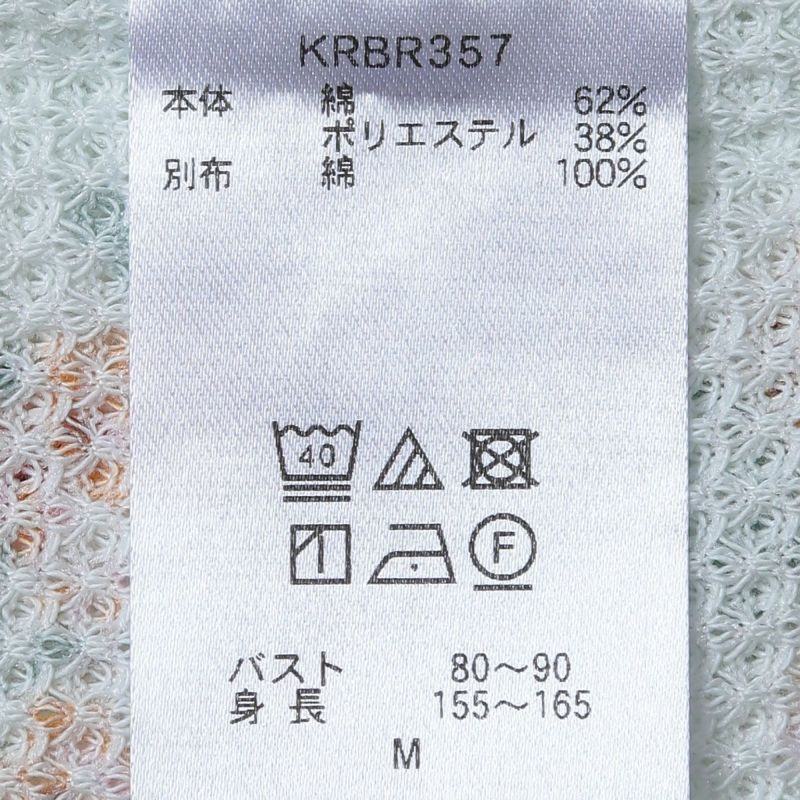 KRBR357
本体 綿 62%
ポリエステル 38%
別布 綿 100%
40
F
バスト 80～90
身長 155～165
M